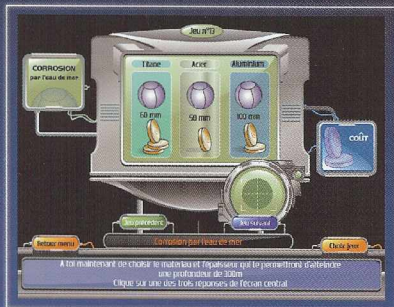 Jeu n°13
CORROSION
par l'eau de mer
Titane Acier Aluminium
60 mm 50 mm 100 mm
COÛT
Jeu précédent Jeu suivant
Retour menu Corrosion par l'eau de mer Choix jeux
A toi maintenant de choisir le matériau et l'épaisseur qui te permettront d'atteindre
une profondeur de 300m
Clique sur une des trois réponses de l'écran central